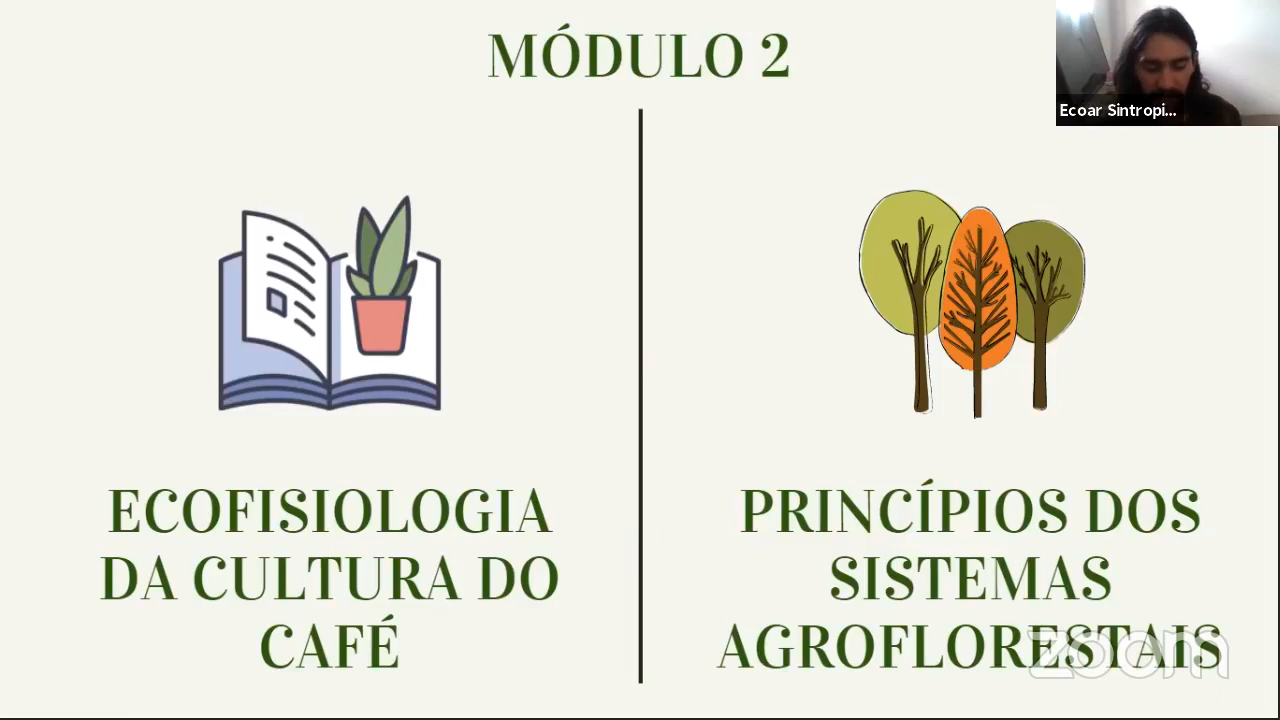 MÓDULO 2
Ecoar Sintropi...
ECOFISIOLOGIA
DA CULTURA DO
CAFÉ
PRINCÍPIOS DOS
SISTEMAS
AGROFLORESTAIS
zoom